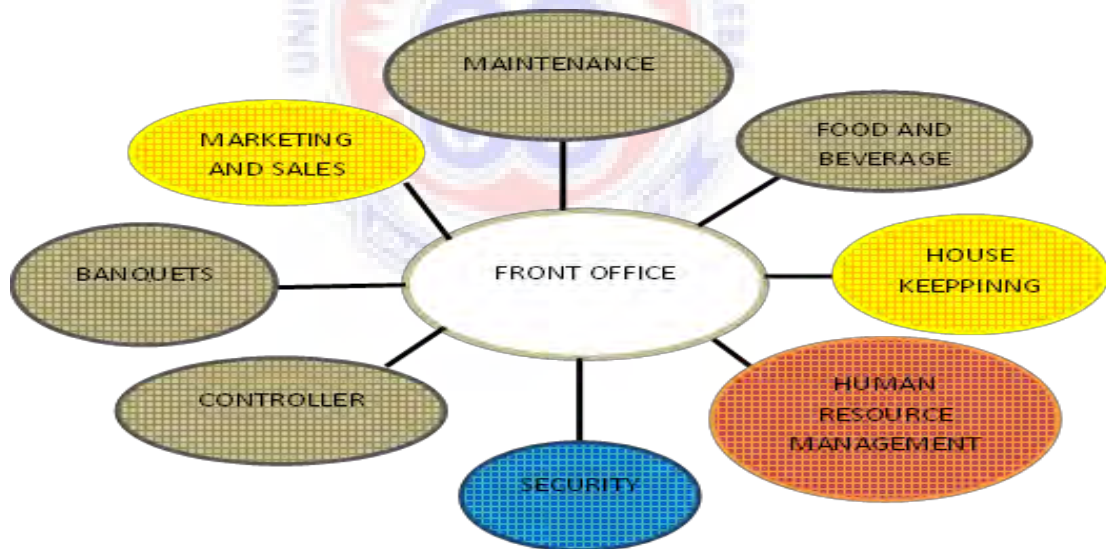 MAINTENANCE
MARKETING
AND SALES
FOOD AND
BEVERAGE
BANQUETS
FRONT OFFICE
HOUSE
KEEPPINNG
CONTROLLER
HUMAN
RESOURCE
MANAGEMENT
SECURITY